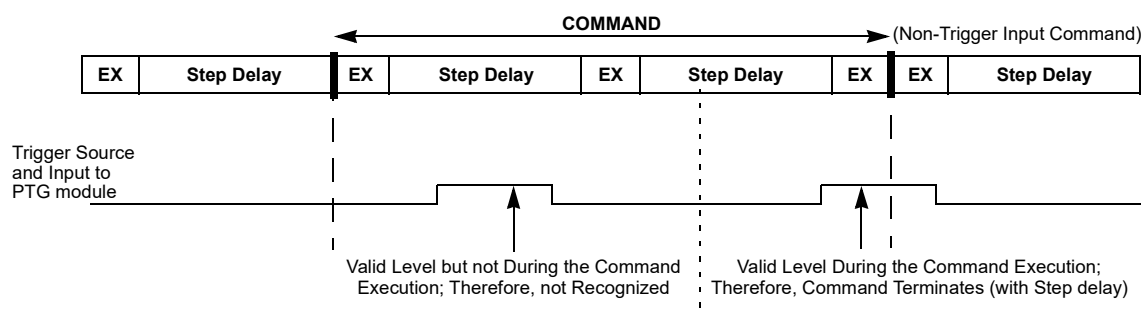 COMMAND
(Non-Trigger Input Command)
EX Step Delay EX Step Delay EX Step Delay EX EX Step Delay
Trigger Source
and Input to
PTG module
Valid Level but not During the Command
Execution; Therefore, not Recognized
Valid Level During the Command Execution;
Therefore, Command Terminates (with Step delay)